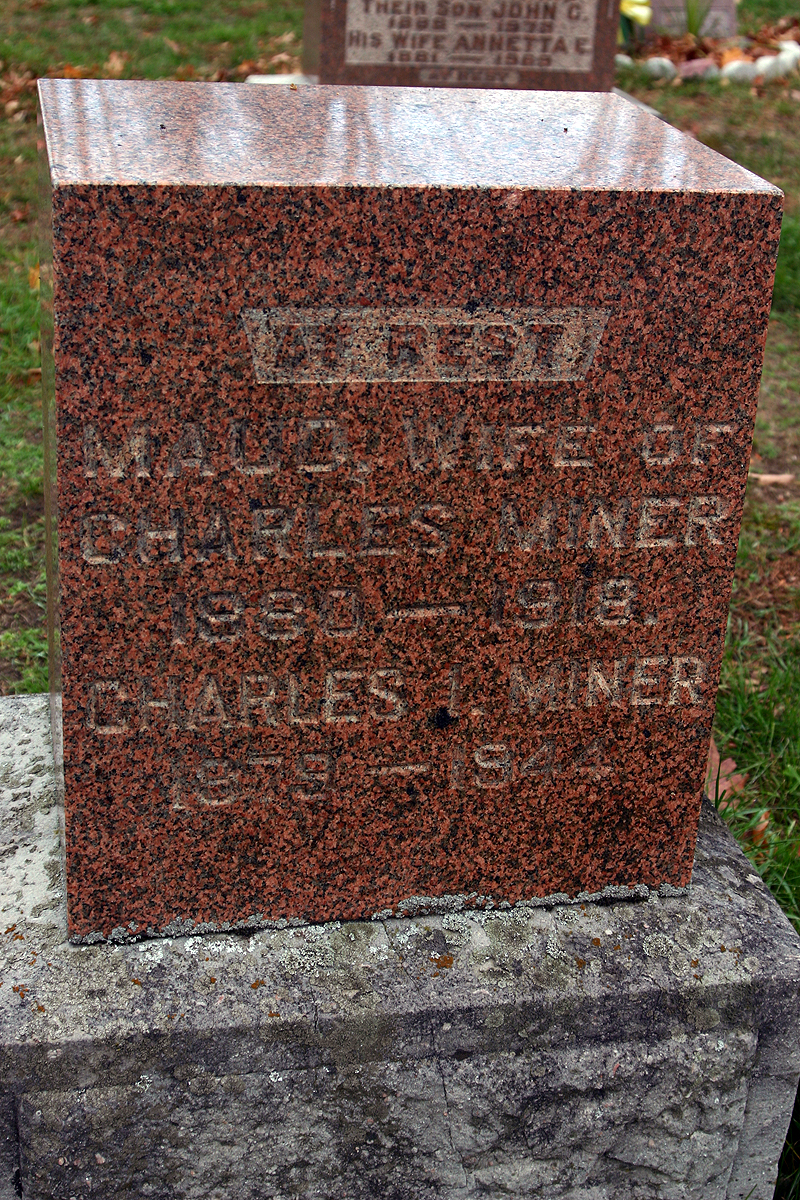 THEIR SON JOHN C.
HIS WIFE ANNETTA E.
AT REST
MAUD, WIFE OF
CHARLES MINER
1880 — 1918.
CHARLES I. MINER
1879 — 1944